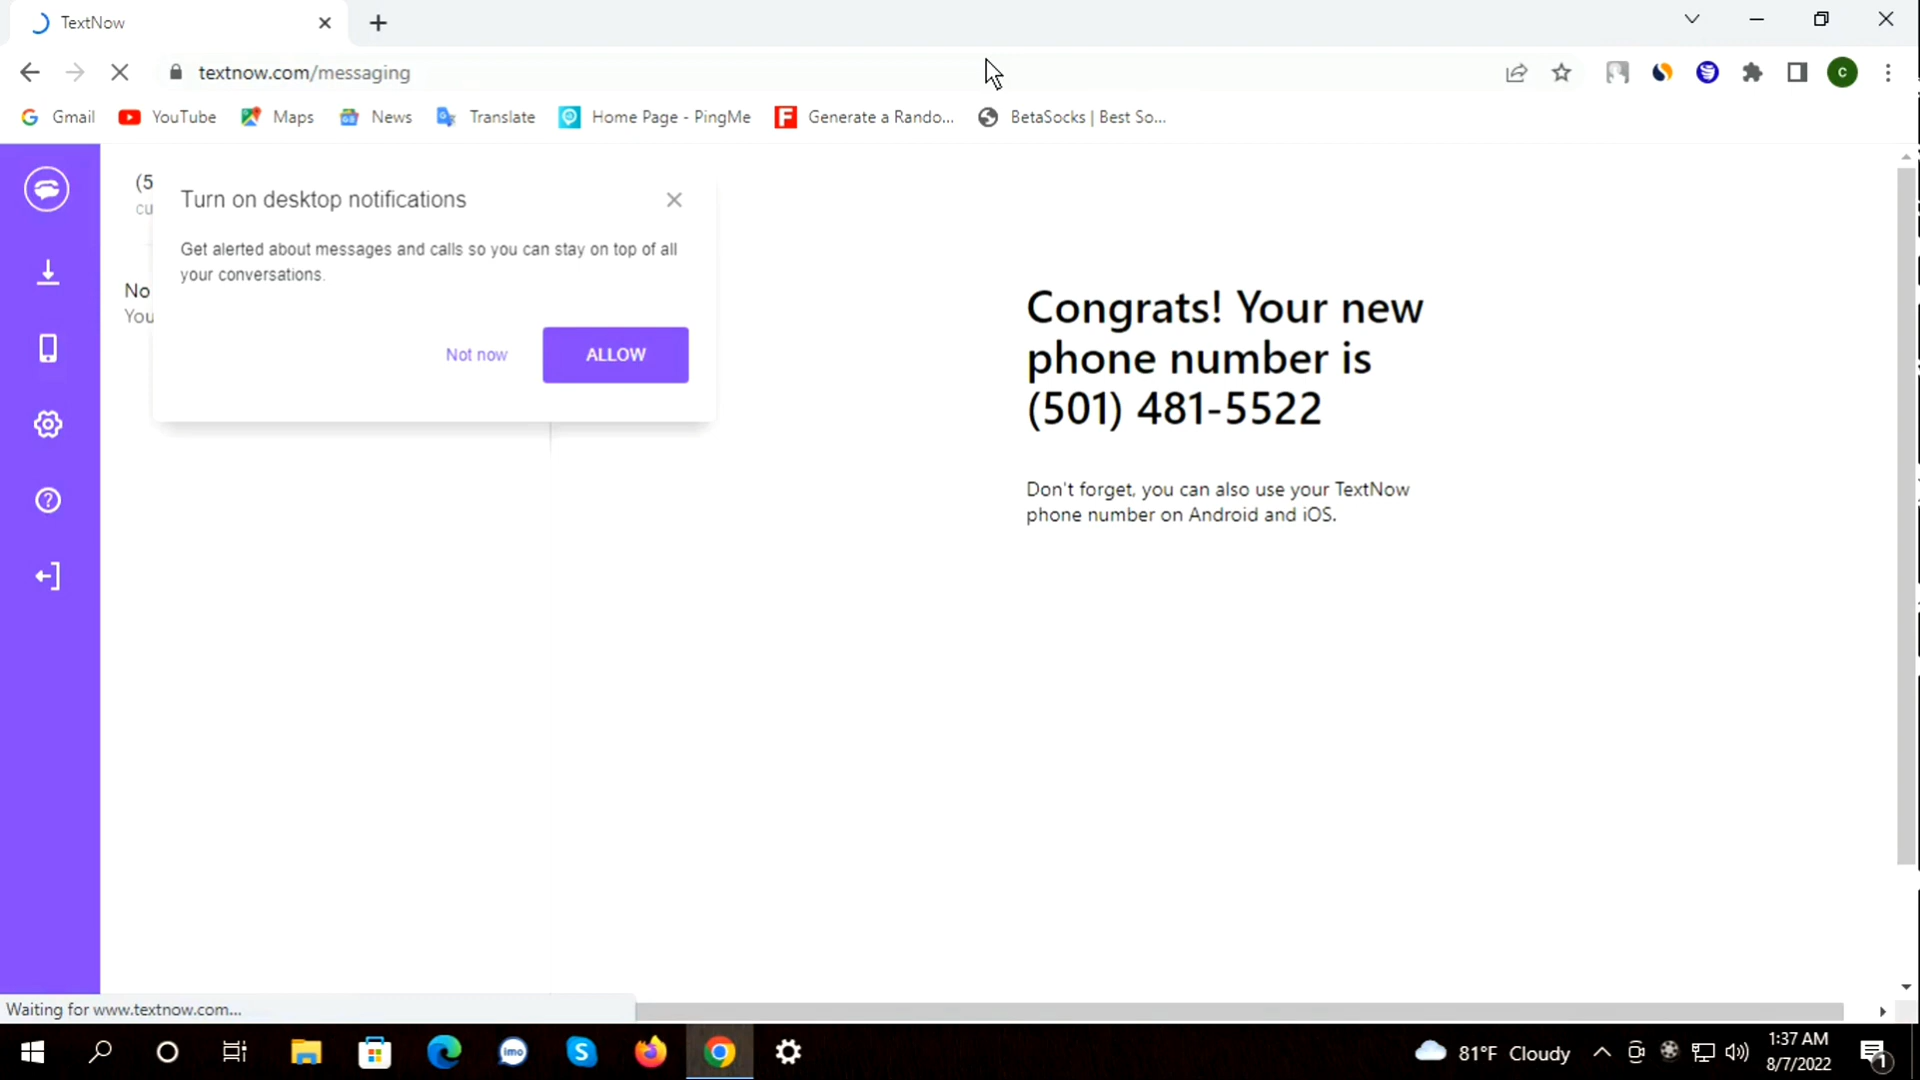 TextNow
textnow.com/messaging
c
Gmail
YouTube
Maps
News
Translate
Home Page - PingMe
Generate a Rando...
BetaSocks | Best So...
(5
cu
Turn on desktop notifications
Get alerted about messages and calls so you can stay on top of all
your conversations.
No
You
Not now
ALLOW
Congrats! Your new
phone number is
(501) 481-5522
Don't forget, you can also use your TextNow
phone number on Android and iOS.
Waiting for www.textnow.com...
imo
81°F Cloudy
1:37 AM
8/7/2022
1